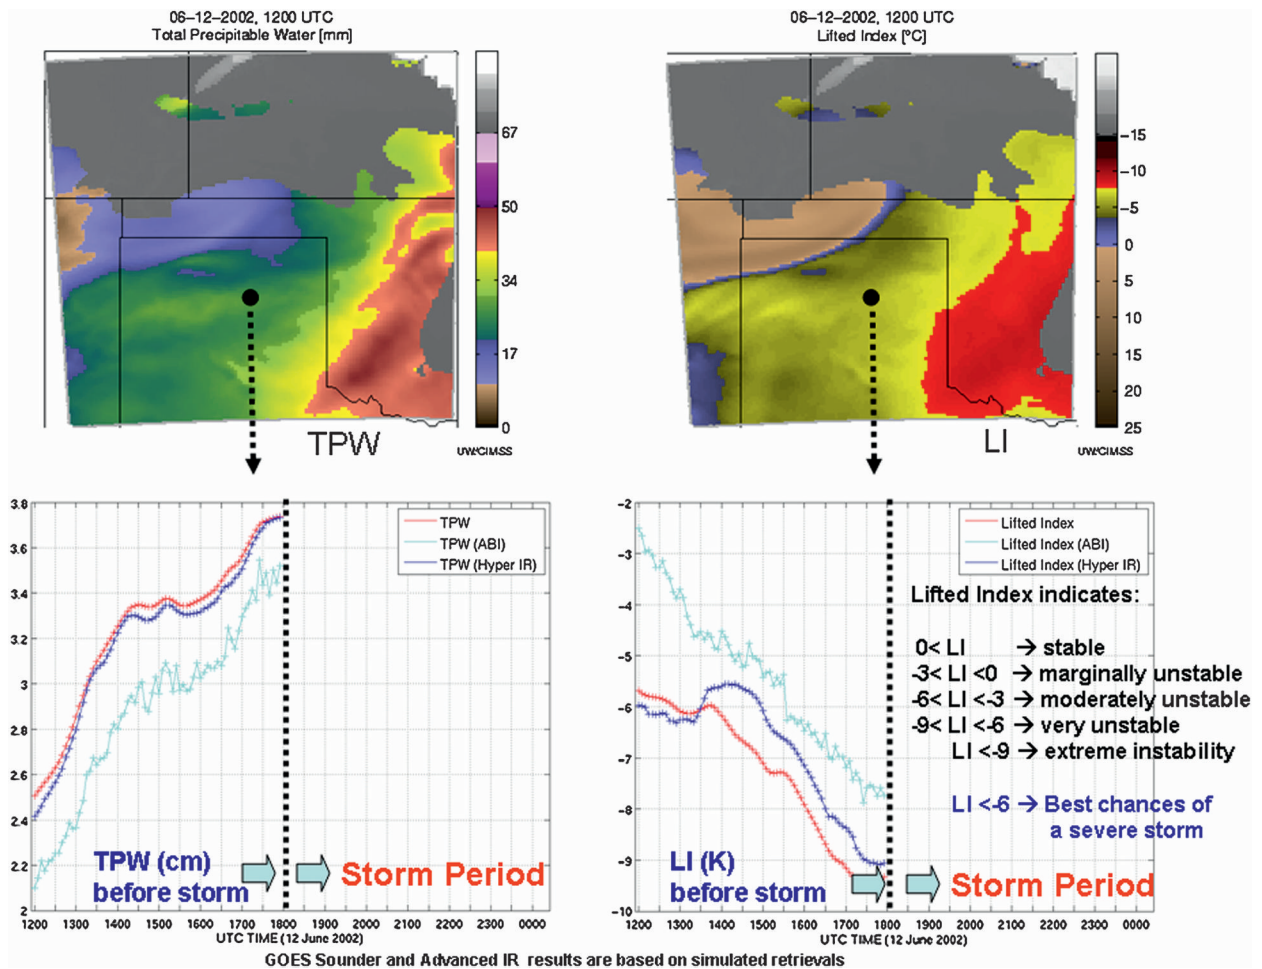 06–12–2002, 1200 UTC
Total Precipitable Water [mm]
67
50
34
17
0
TPW
UW/CIMSS
06–12–2002, 1200 UTC
Lifted Index [°C]
−15
−10
−5
0
5
10
15
20
25
LI
UW/CIMSS
3.8
3.6
3.4
3.2
3
2.8
2.6
2.4
2.2
2
TPW
TPW (ABI)
TPW (Hyper IR)
TPW (cm)
before storm
Storm Period
1200 1300 1400 1500 1600 1700 1800 1900 2000 2100 2200 2300 0000
UTC TIME (12 June 2002)
−2
−3
−4
−5
−6
−7
−8
−9
−10
Lifted Index
Lifted Index (ABI)
Lifted Index (Hyper IR)
Lifted Index indicates:
0< LI → stable
-3< LI <0 → marginally unstable
-6< LI <-3 → moderately unstable
-9< LI <-6 → very unstable
LI <-9 → extreme instability
LI <-6 → Best chances of
a severe storm
LI (K)
before storm
Storm Period
1200 1300 1400 1500 1600 1700 1800 1900 2000 2100 2200 2300 0000
UTC TIME (12 June 2002)
GOES Sounder and Advanced IR results are based on simulated retrievals